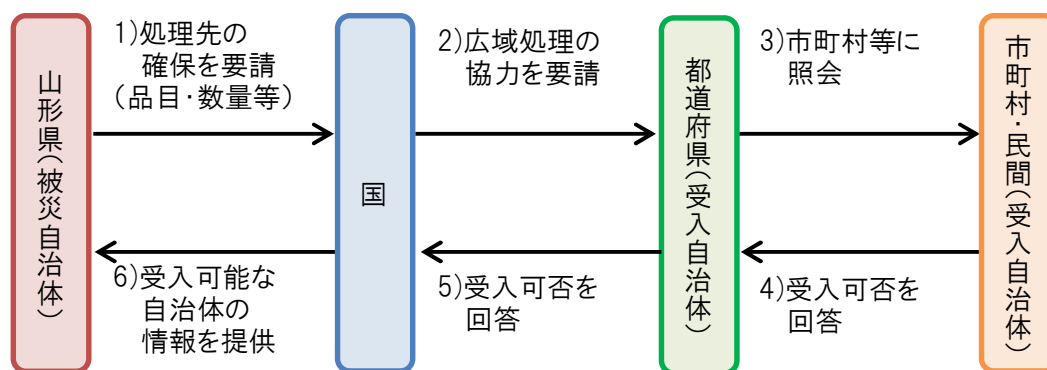 山形県（被災自治体）
1)処理先の
確保を要請
（品目・数量等）
国
2)広域処理の
協力を要請
都道府県（受入自治体）
3)市町村等に
照会
市町村・民間（受入自治体）
4)受入可否を
回答
5)受入可否を
回答
6)受入可能な
自治体の
情報を提供